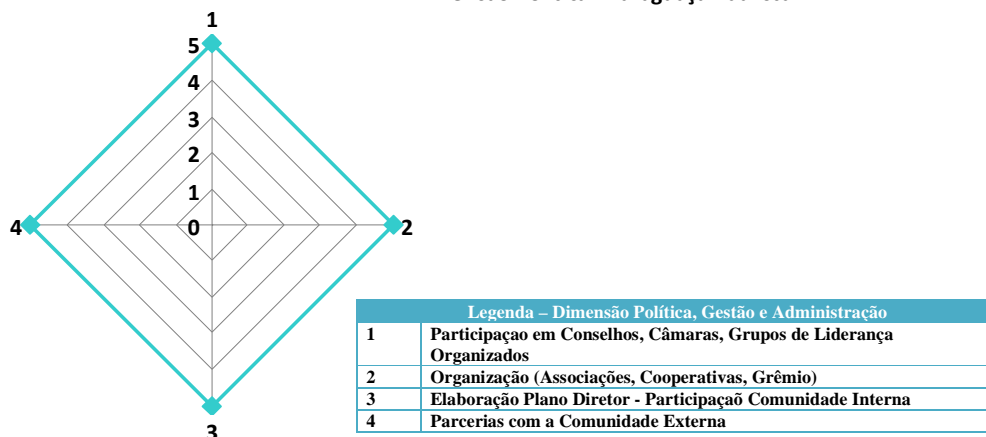 1
5
4
3
2
1
0
4
2
3
Legenda – Dimensão Política, Gestão e Administração
1 Participaçao em Conselhos, Câmaras, Grupos de Liderança
Organizados
2 Organização (Associações, Cooperativas, Grêmio)
3 Elaboração Plano Diretor - Participaçaõ Comunidade Interna
4 Parcerias com a Comunidade Externa